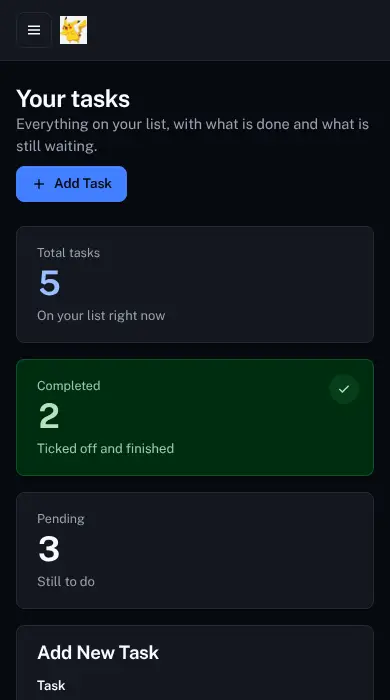 Your tasks
Everything on your list, with what is done and what is
still waiting.
Add Task
Total tasks
5
On your list right now
Completed
2
Ticked off and finished
Pending
3
Still to do
Add New Task
Task